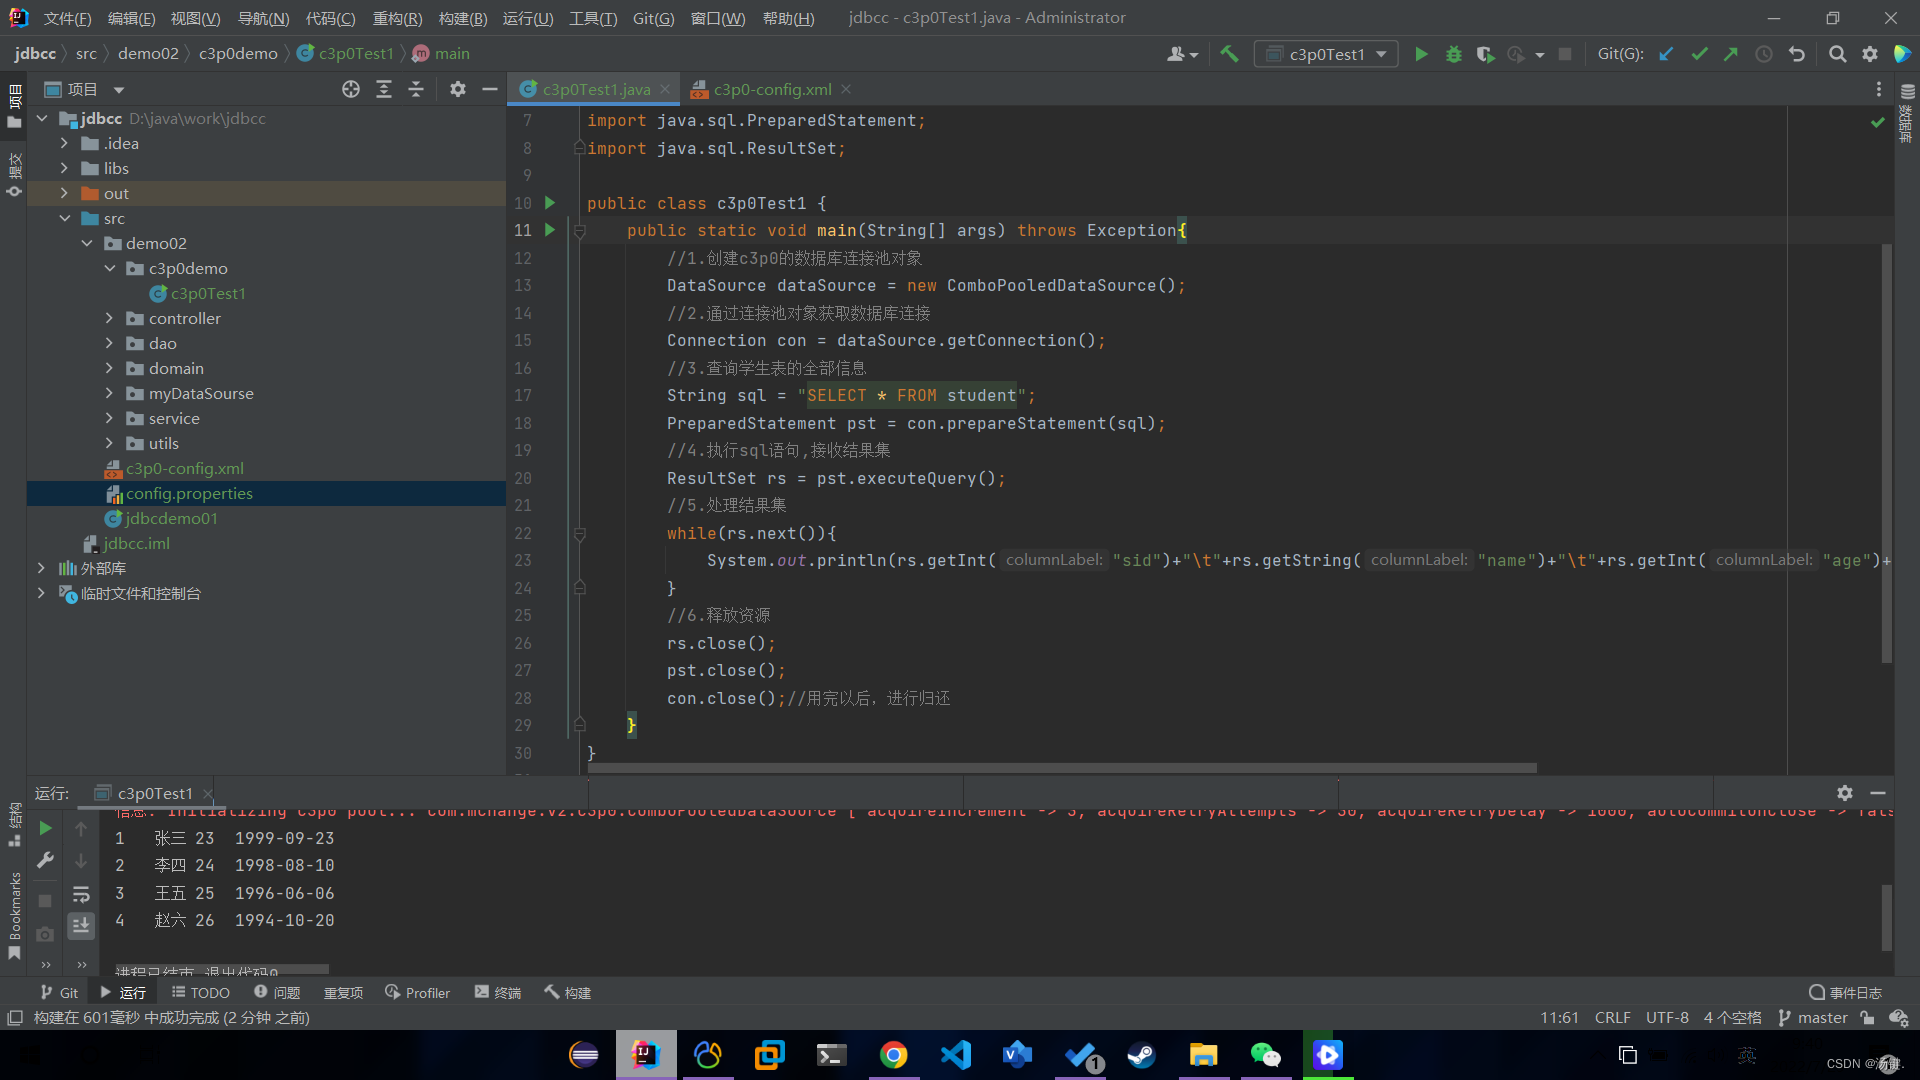 文件(F) 编辑(E) 视图(V) 导航(N) 代码(C) 重构(R) 构建(B) 运行(U) 工具(T) Git(G) 窗口(W) 帮助(H) jdbcc - c3p0Test1.java - Administrator
jdbcc src demo02 c3p0demo c3p0Test1 main c3p0Test1 Git(G):
项目
c3p0Test1.java c3p0-config.xml
项目
提交
结构
Bookmarks
数据库
jdbcc D:\java\work\jdbcc
.idea
libs
out
src
demo02
c3p0demo
c3p0Test1
controller
dao
domain
myDataSourse
service
utils
c3p0-config.xml
config.properties
jdbcdemo01
jdbcc.iml
外部库
临时文件和控制台
7 import java.sql.PreparedStatement;
8 import java.sql.ResultSet;
9
10 public class c3p0Test1 {
11 public static void main(String[] args) throws Exception{
12 //1.创建c3p0的数据库连接池对象
13 DataSource dataSource = new ComboPooledDataSource();
14 //2.通过连接池对象获取数据库连接
15 Connection con = dataSource.getConnection();
16 //3.查询学生表的全部信息
17 String sql = "SELECT * FROM student";
18 PreparedStatement pst = con.prepareStatement(sql);
19 //4.执行sql语句,接收结果集
20 ResultSet rs = pst.executeQuery();
21 //5.处理结果集
22 while(rs.next()){
23 System.out.println(rs.getInt( columnLabel: "sid")+"\t"+rs.getString( columnLabel: "name")+"\t"+rs.getInt( columnLabel: "age")+
24 }
25 //6.释放资源
26 rs.close();
27 pst.close();
28 con.close();//用完以后，进行归还
29 }
30 }
运行: c3p0Test1
信息: Initializing c3p0 pool... com.mchange.v2.c3p0.ComboPooledDataSource [ acquireIncrement -> 3, acquireRetryAttempts -> 30, acquireRetryDelay -> 1000, autoCommitOnClose -> fals
1 张三 23 1999-09-23
2 李四 24 1998-08-10
3 王五 25 1996-06-06
4 赵六 26 1994-10-20
进程已结束,退出代码0
Git 运行 TODO 问题 重复项 Profiler 终端 构建 事件日志
构建在 601毫秒 中成功完成 (2 分钟 之前) 11:61 CRLF UTF-8 4 个空格 master
1
英
CSDN @汤键.